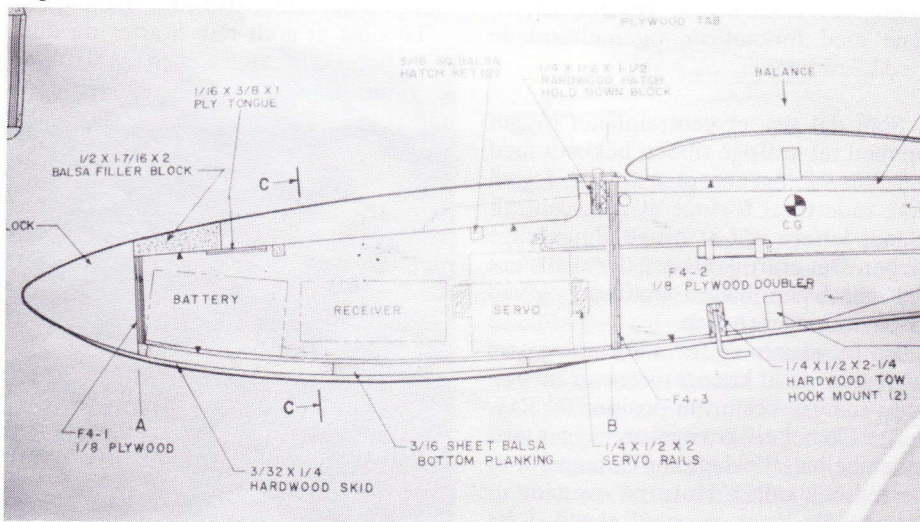 PLYWOOD TAB
3/16 SQ. BALSA
HATCH KEY (2)
1/4 X 1/2 X 1-1/2
HARDWOOD HATCH
HOLD DOWN BLOCK
BALANCE
1/16 X 3/8 X 1
PLY TONGUE
1/2 X 1-7/16 X 2
BALSA FILLER BLOCK
C
LOCK
C.G.
BATTERY
RECEIVER
SERVO
F4-2
1/8 PLYWOOD DOUBLER
1/4 X 1/2 X 2-1/4
HARDWOOD TOW
HOOK MOUNT (2)
C
A
B
F4-3
F4-1
1/8 PLYWOOD
3/16 SHEET BALSA
BOTTOM PLANKING
1/4 X 1/2 X 2
SERVO RAILS
3/32 X 1/4
HARDWOOD SKID